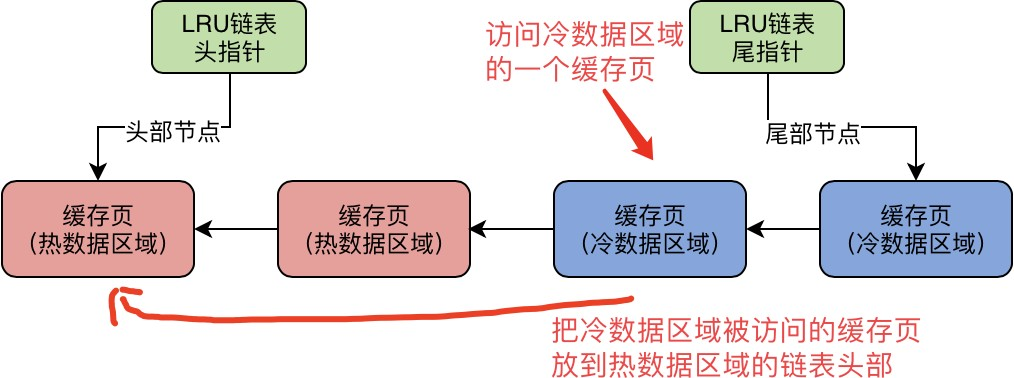 LRU链表
头指针
访问冷数据区域
的一个缓存页
LRU链表
尾指针
头部节点
尾部节点
缓存页
（热数据区域）
缓存页
（热数据区域）
缓存页
（冷数据区域）
缓存页
（冷数据区域）
把冷数据区域被访问的缓存页
放到热数据区域的链表头部